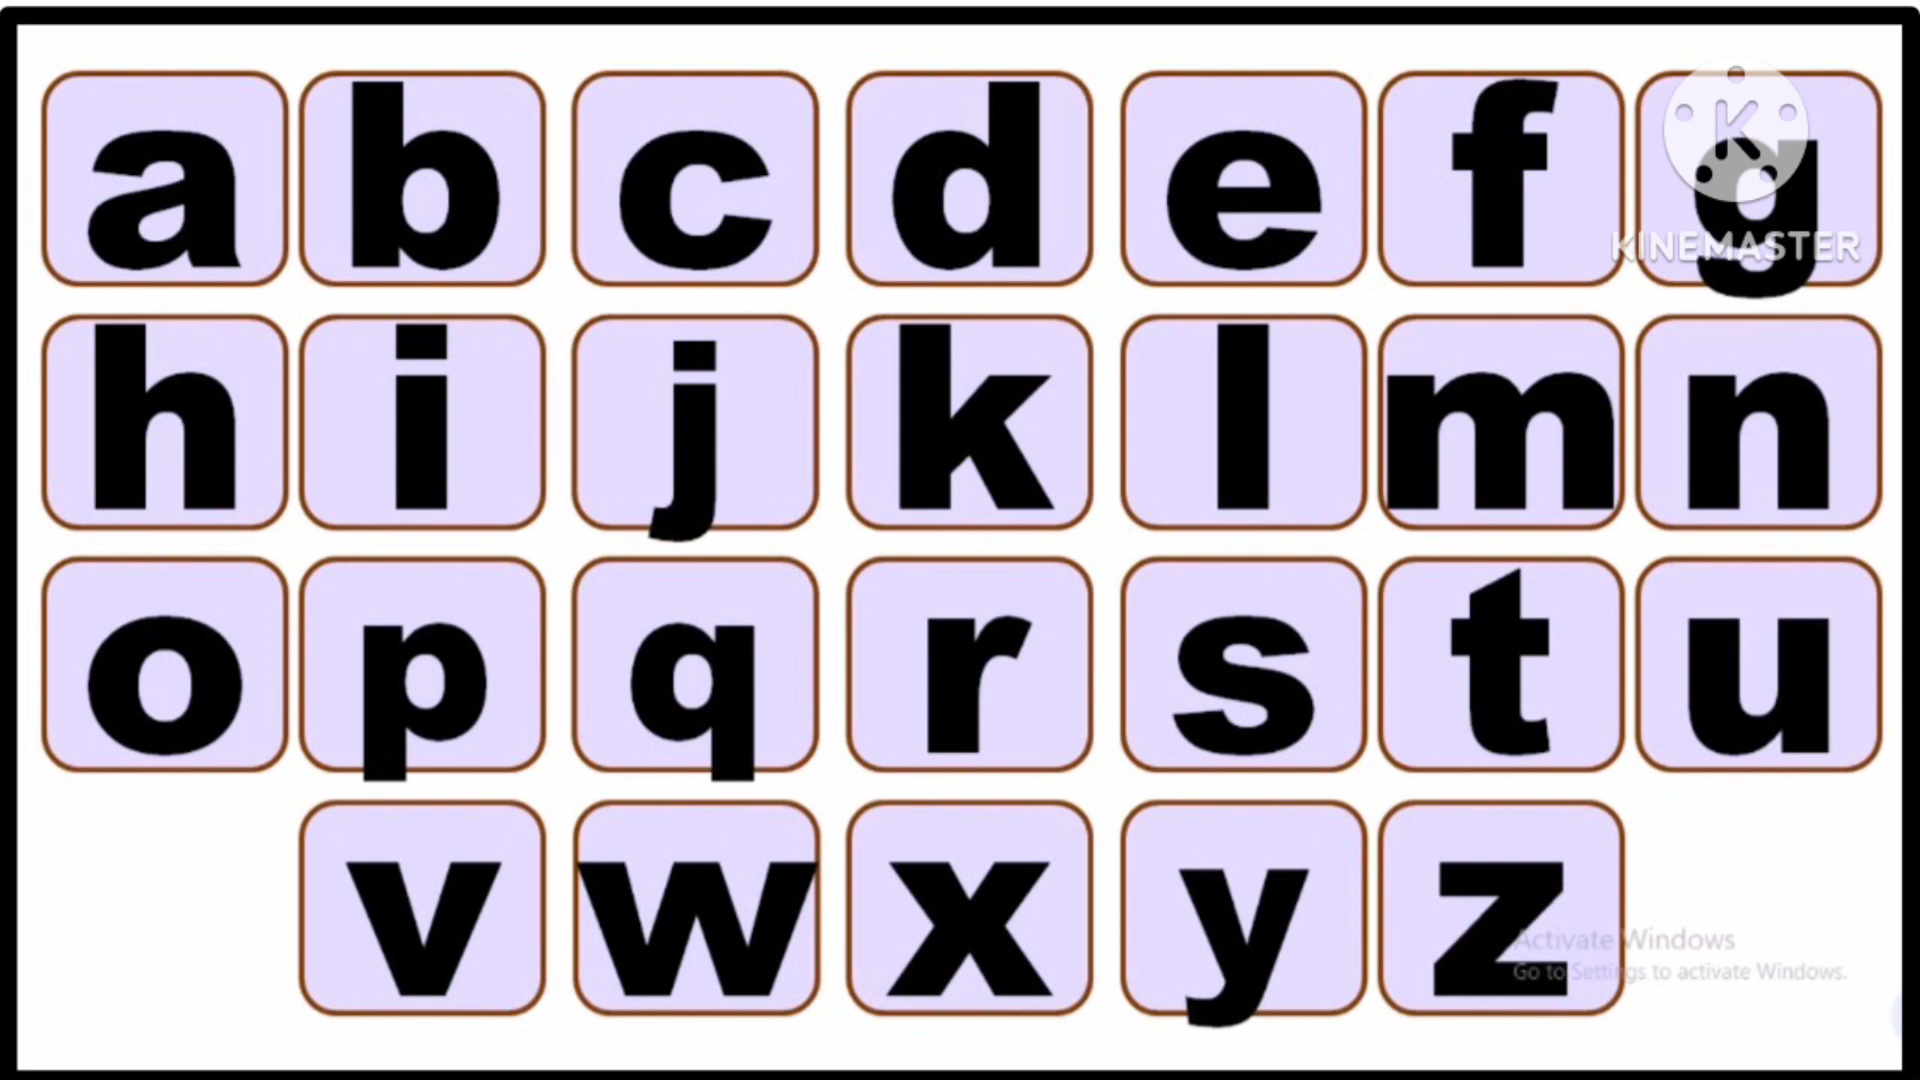 a b c d e f g
K
KINEMASTER
h i j k l m n
o p q r s t u
v w x y z
Activate Windows
Go to Settings to activate Windows.